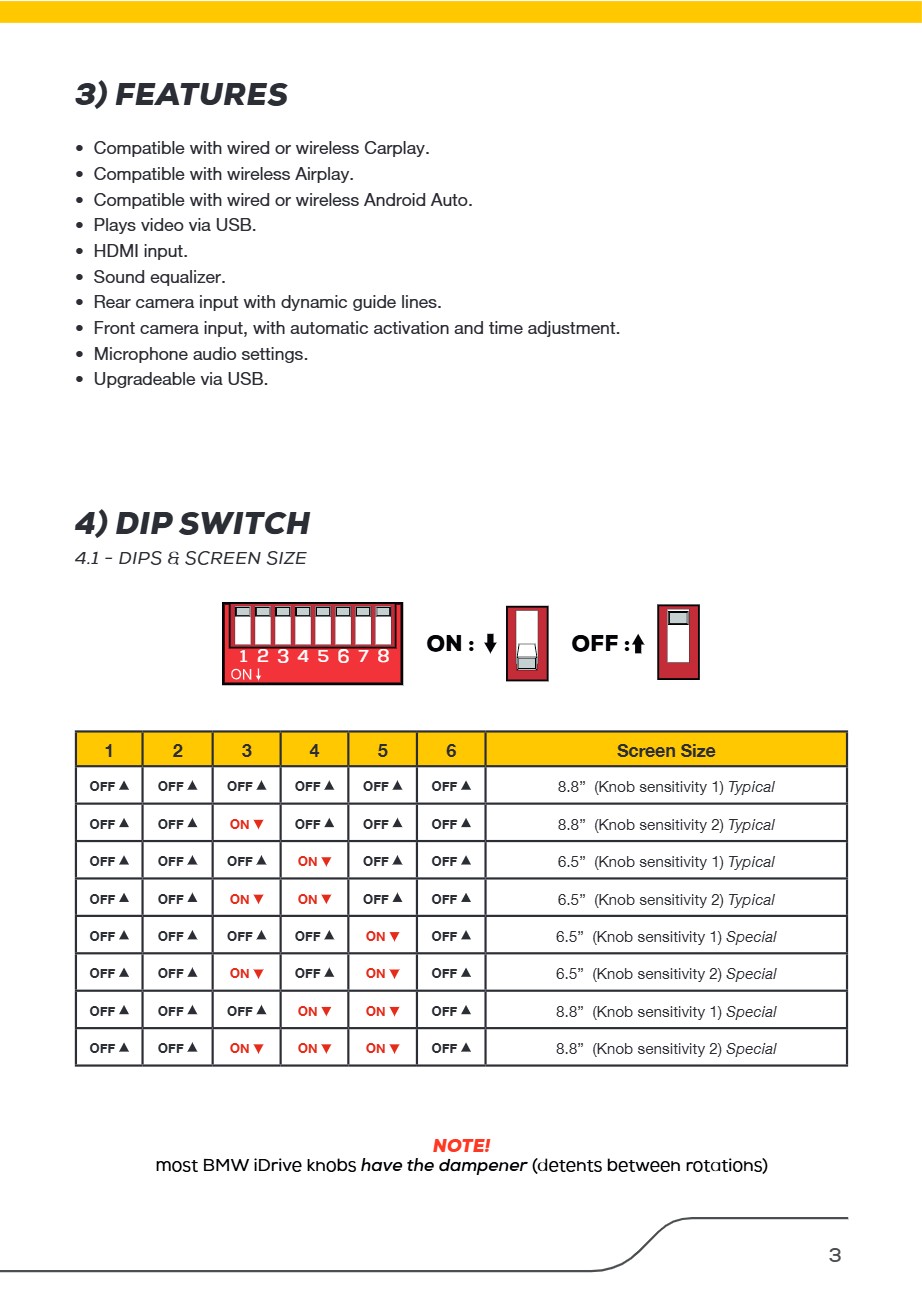 3) FEATURES
• Compatible with wired or wireless Carplay.
• Compatible with wireless Airplay.
• Compatible with wired or wireless Android Auto.
• Plays video via USB.
• HDMI input.
• Sound equalizer.
• Rear camera input with dynamic guide lines.
• Front camera input, with automatic activation and time adjustment.
• Microphone audio settings.
• Upgradeable via USB.
4) DIP SWITCH
4.1 - DIPS & SCREEN SIZE
1 2 3 4 5 6 7 8
ON↓
ON : ⬇ OFF :⬆
1 2 3 4 5 6 Screen Size
OFF ▲ OFF ▲ OFF ▲ OFF ▲ OFF ▲ OFF ▲ 8.8” (Knob sensitivity 1) Typical
OFF ▲ OFF ▲ ON ▼ OFF ▲ OFF ▲ OFF ▲ 8.8” (Knob sensitivity 2) Typical
OFF ▲ OFF ▲ OFF ▲ ON ▼ OFF ▲ OFF ▲ 6.5” (Knob sensitivity 1) Typical
OFF ▲ OFF ▲ ON ▼ ON ▼ OFF ▲ OFF ▲ 6.5” (Knob sensitivity 2) Typical
OFF ▲ OFF ▲ OFF ▲ OFF ▲ ON ▼ OFF ▲ 6.5” (Knob sensitivity 1) Special
OFF ▲ OFF ▲ ON ▼ OFF ▲ ON ▼ OFF ▲ 6.5” (Knob sensitivity 2) Special
OFF ▲ OFF ▲ OFF ▲ ON ▼ ON ▼ OFF ▲ 8.8” (Knob sensitivity 1) Special
OFF ▲ OFF ▲ ON ▼ ON ▼ ON ▼ OFF ▲ 8.8” (Knob sensitivity 2) Special
NOTE!
most BMW iDrive knobs have the dampener (detents between rotations)
3